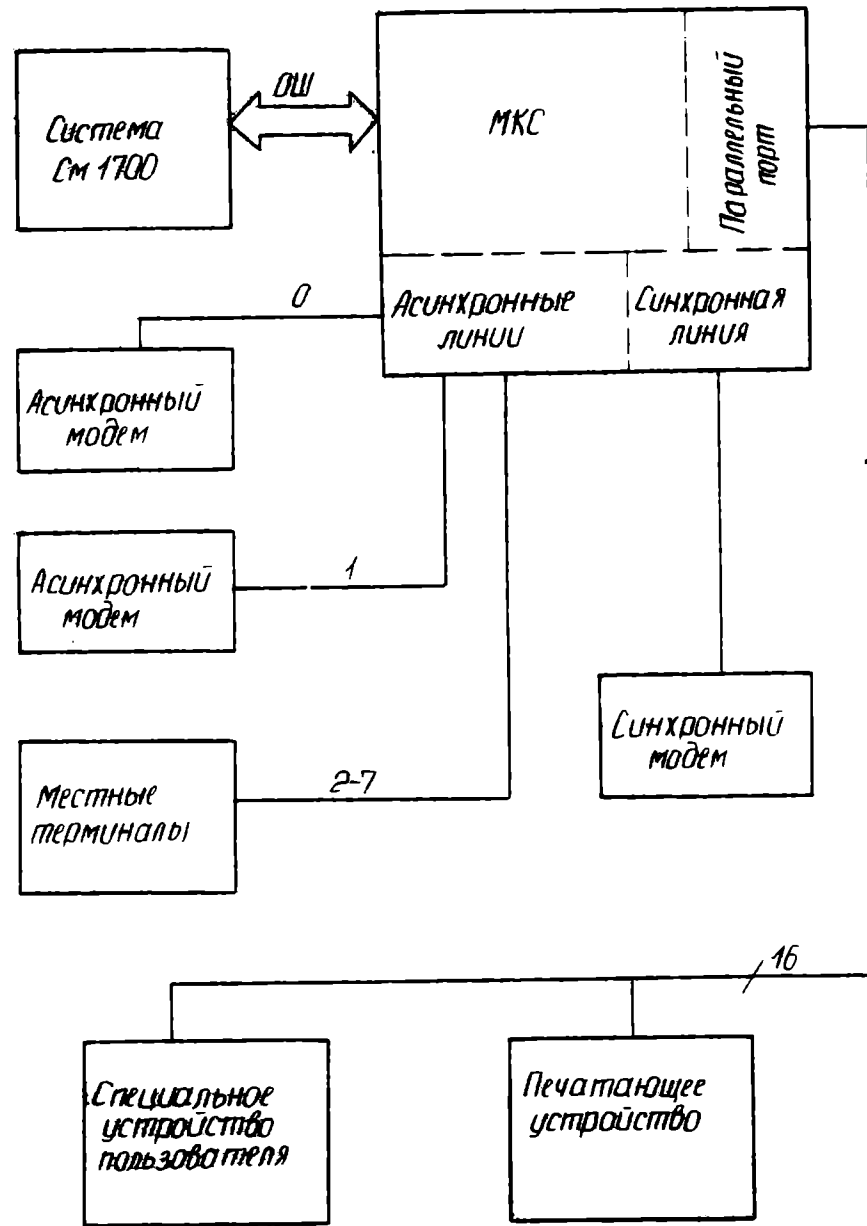 Система
См 1700
ОШ
МКС
Параллельный
порт
0
Асинхронные
линии
Синхронная
линия
Асинхронный
модем
Асинхронный
модем
1
Синхронный
модем
Местные
терминалы
2-7
16
Специальное
устройство
пользователя
Печатающее
устройство